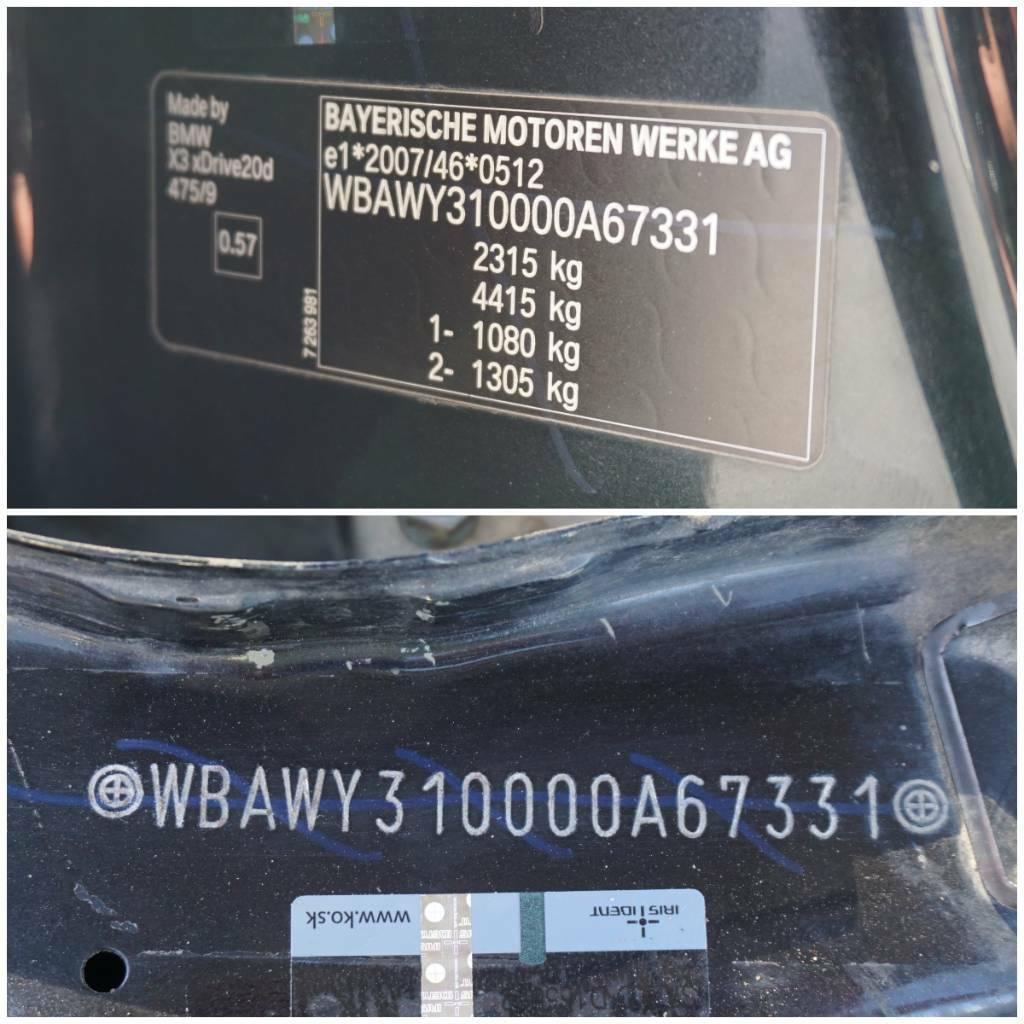 Made by
BMW
X3 xDrive20d
475/9
0.57
7 263 981
BAYERISCHE MOTOREN WERKE AG
e1*2007/46*0512
WBAWY310000A67331
2315 kg
4415 kg
1- 1080 kg
2- 1305 kg
WBAWY310000A67331
www.ko.sk
IRIS IDENT